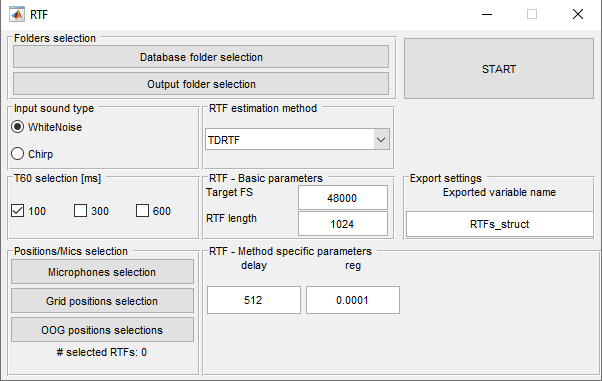 RTF
Folders selection
Database folder selection
Output folder selection
START
Input sound type
WhiteNoise
Chirp
RTF estimation method
TDRTF
T60 selection [ms]
100 300 600
RTF - Basic parameters
Target FS 48000
RTF length 1024
Export settings
Exported variable name
RTFs_struct
Positions/Mics selection
Microphones selection
Grid positions selection
OOG positions selections
# selected RTFs: 0
RTF - Method specific parameters
delay reg
512 0.0001